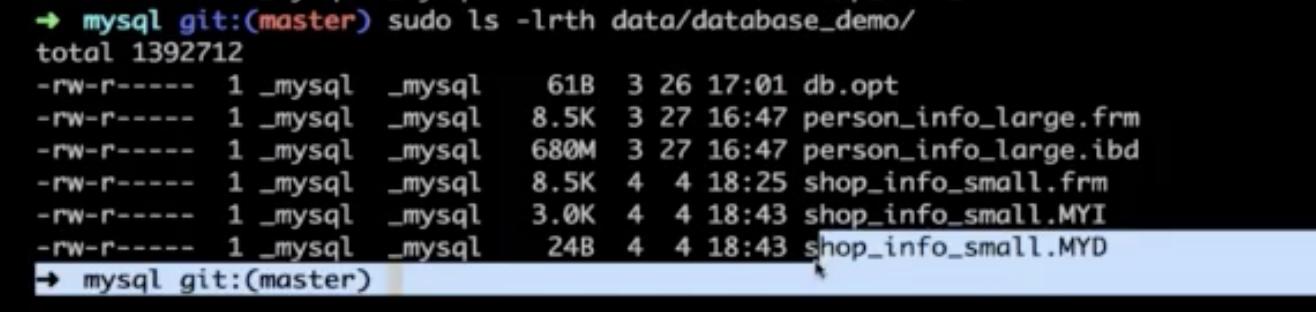 ➜ mysql git:(master) sudo ls -lrth data/database_demo/
total 1392712
-rw-r----- 1 _mysql _mysql 61B 3 26 17:01 db.opt
-rw-r----- 1 _mysql _mysql 8.5K 3 27 16:47 person_info_large.frm
-rw-r----- 1 _mysql _mysql 680M 3 27 16:47 person_info_large.ibd
-rw-r----- 1 _mysql _mysql 8.5K 4 4 18:25 shop_info_small.frm
-rw-r----- 1 _mysql _mysql 3.0K 4 4 18:43 shop_info_small.MYI
-rw-r----- 1 _mysql _mysql 24B 4 4 18:43 shop_info_small.MYD
➜ mysql git:(master)